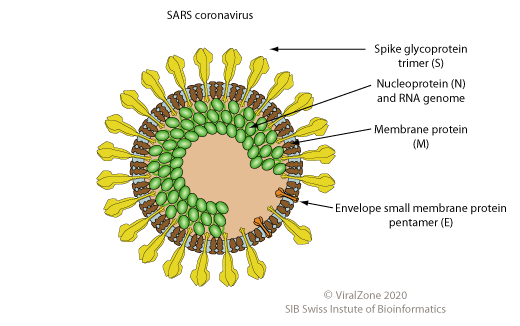 SARS coronavirus
Spike glycoprotein
trimer (S)
Nucleoprotein (N)
and RNA genome
Membrane protein
(M)
Envelope small membrane protein
pentamer (E)
© ViralZone 2020
SIB Swiss Instute of Bioinformatics